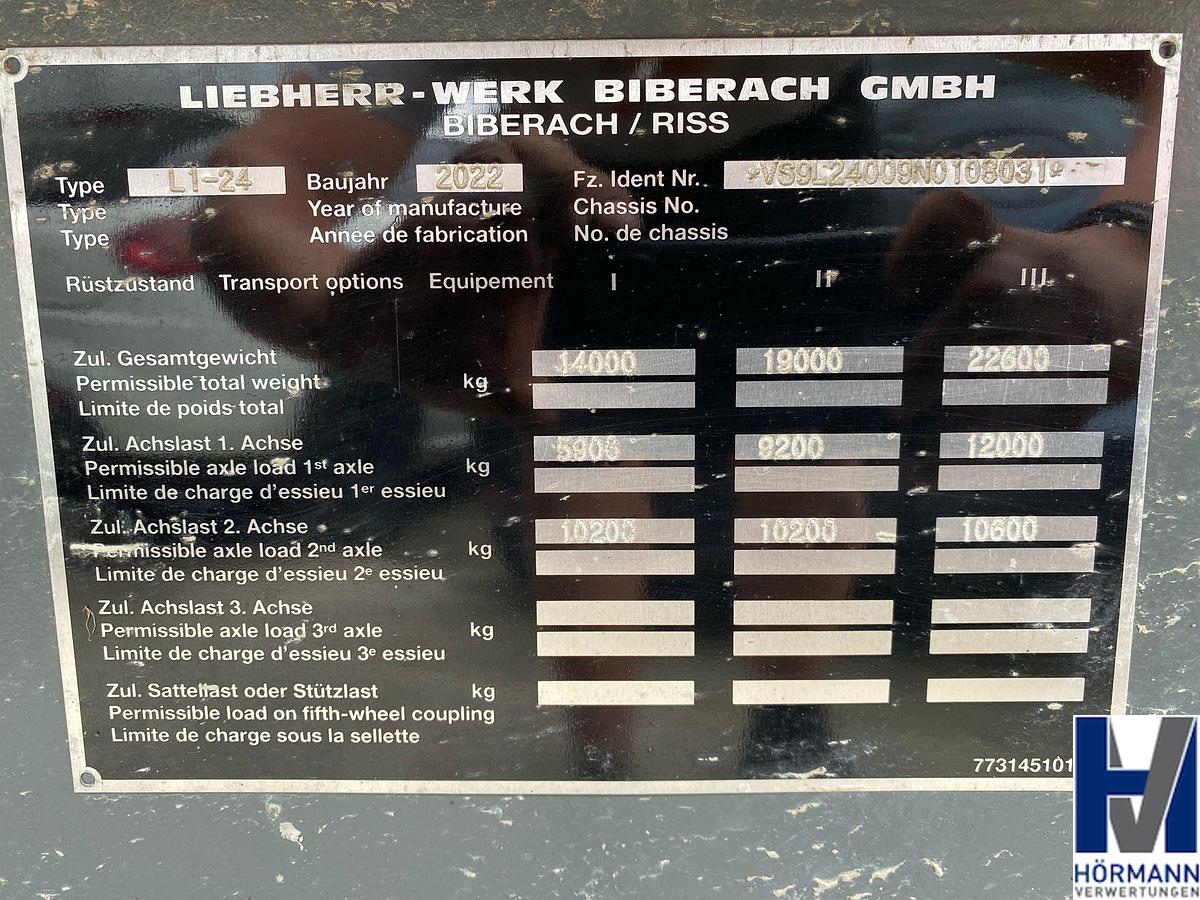 LIEBHERR-WERK BIBERACH GMBH
BIBERACH / RISS
Type L1-24 Baujahr 2022 Fz. Ident Nr. *VS9L24009N0108031*
Type Year of manufacture Chassis No.
Type Année de fabrication No. de chassis
Rüstzustand Transport options Equipement I II III
Zul. Gesamtgewicht 14000 19000 22600
Permissible total weight kg
Limite de poids total
Zul. Achslast 1. Achse 5900 9200 12000
Permissible axle load 1st axle kg
Limite de charge d'essieu 1er essieu
Zul. Achslast 2. Achse 10200 10200 10600
Permissible axle load 2nd axle kg
Limite de charge d'essieu 2e essieu
Zul. Achslast 3. Achse
Permissible axle load 3rd axle kg
Limite de charge d'essieu 3e essieu
Zul. Sattellast oder Stützlast kg
Permissible load on fifth-wheel coupling
Limite de charge sous la sellette
773145101
HÖRMANN
VERWERTUNGEN